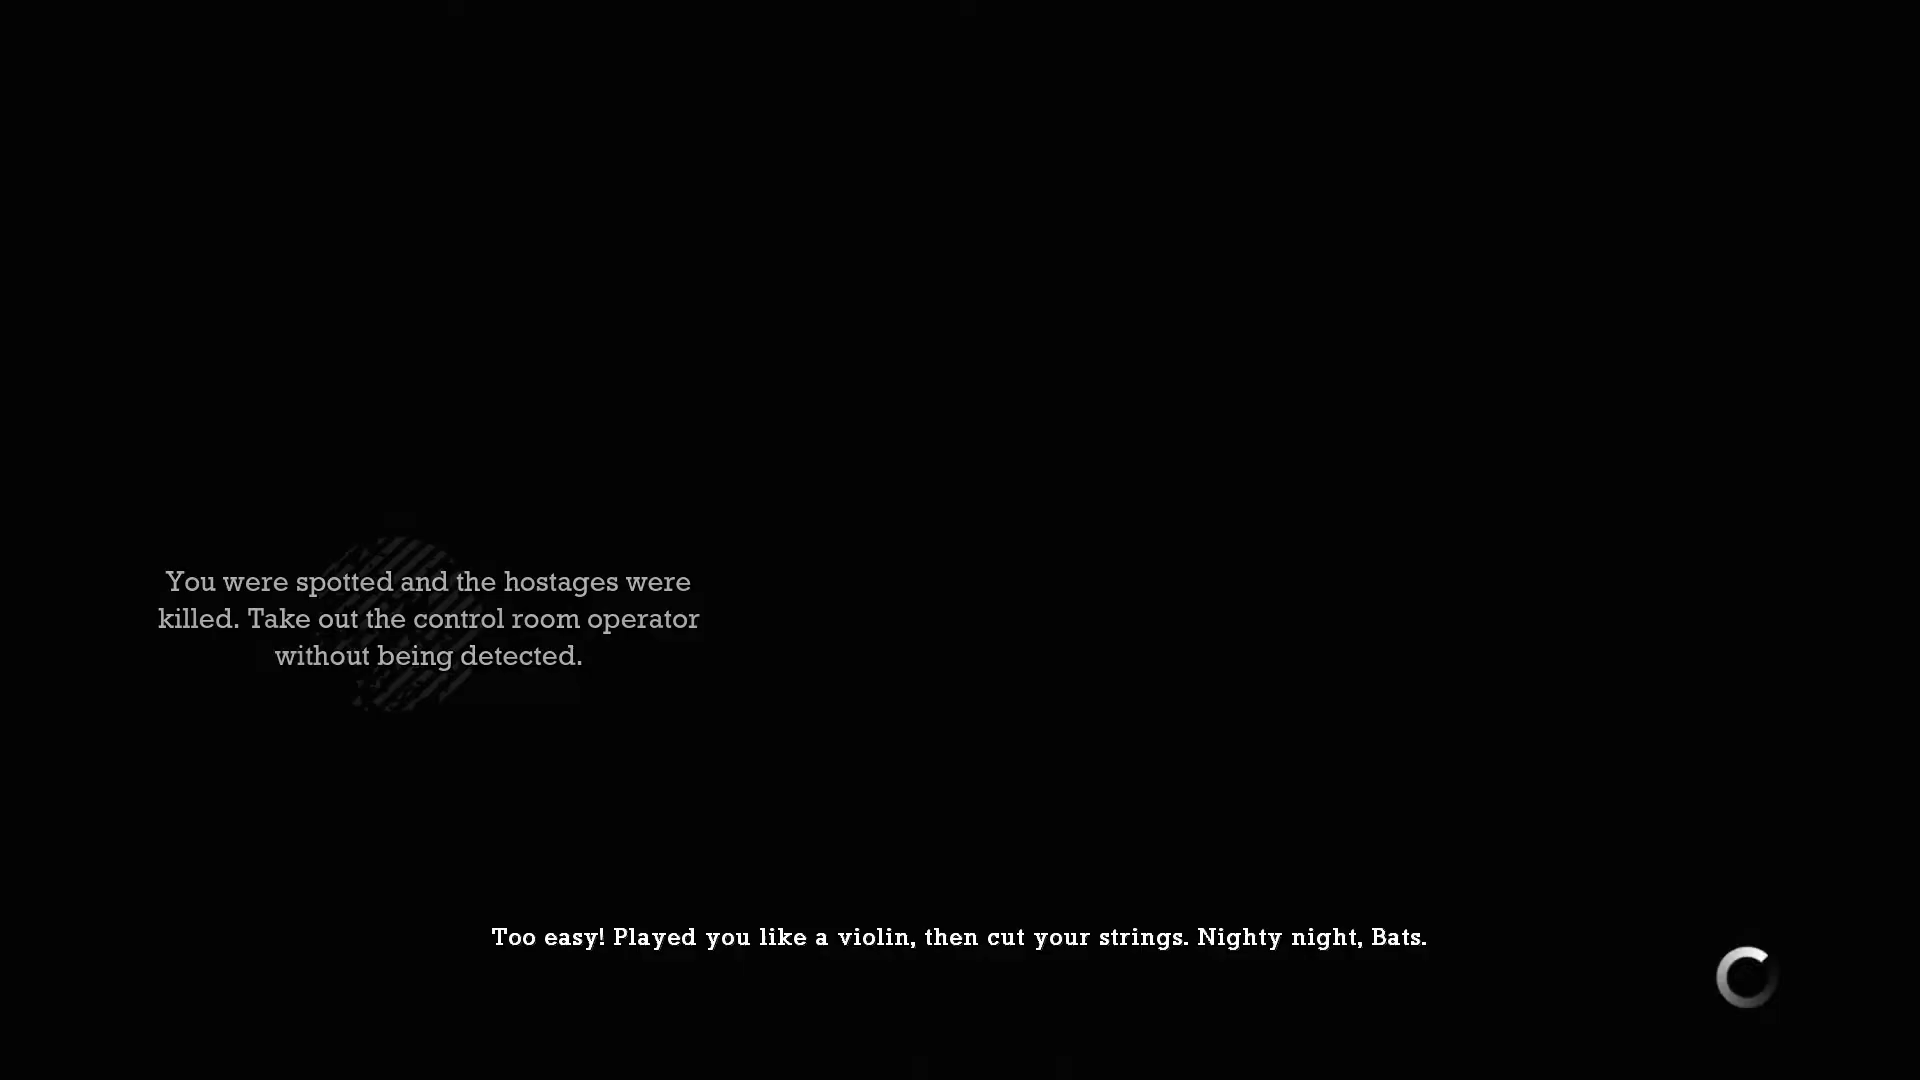 You were spotted and the hostages were
killed. Take out the control room operator
without being detected.
Too easy! Played you like a violin, then cut your strings. Nighty night, Bats.